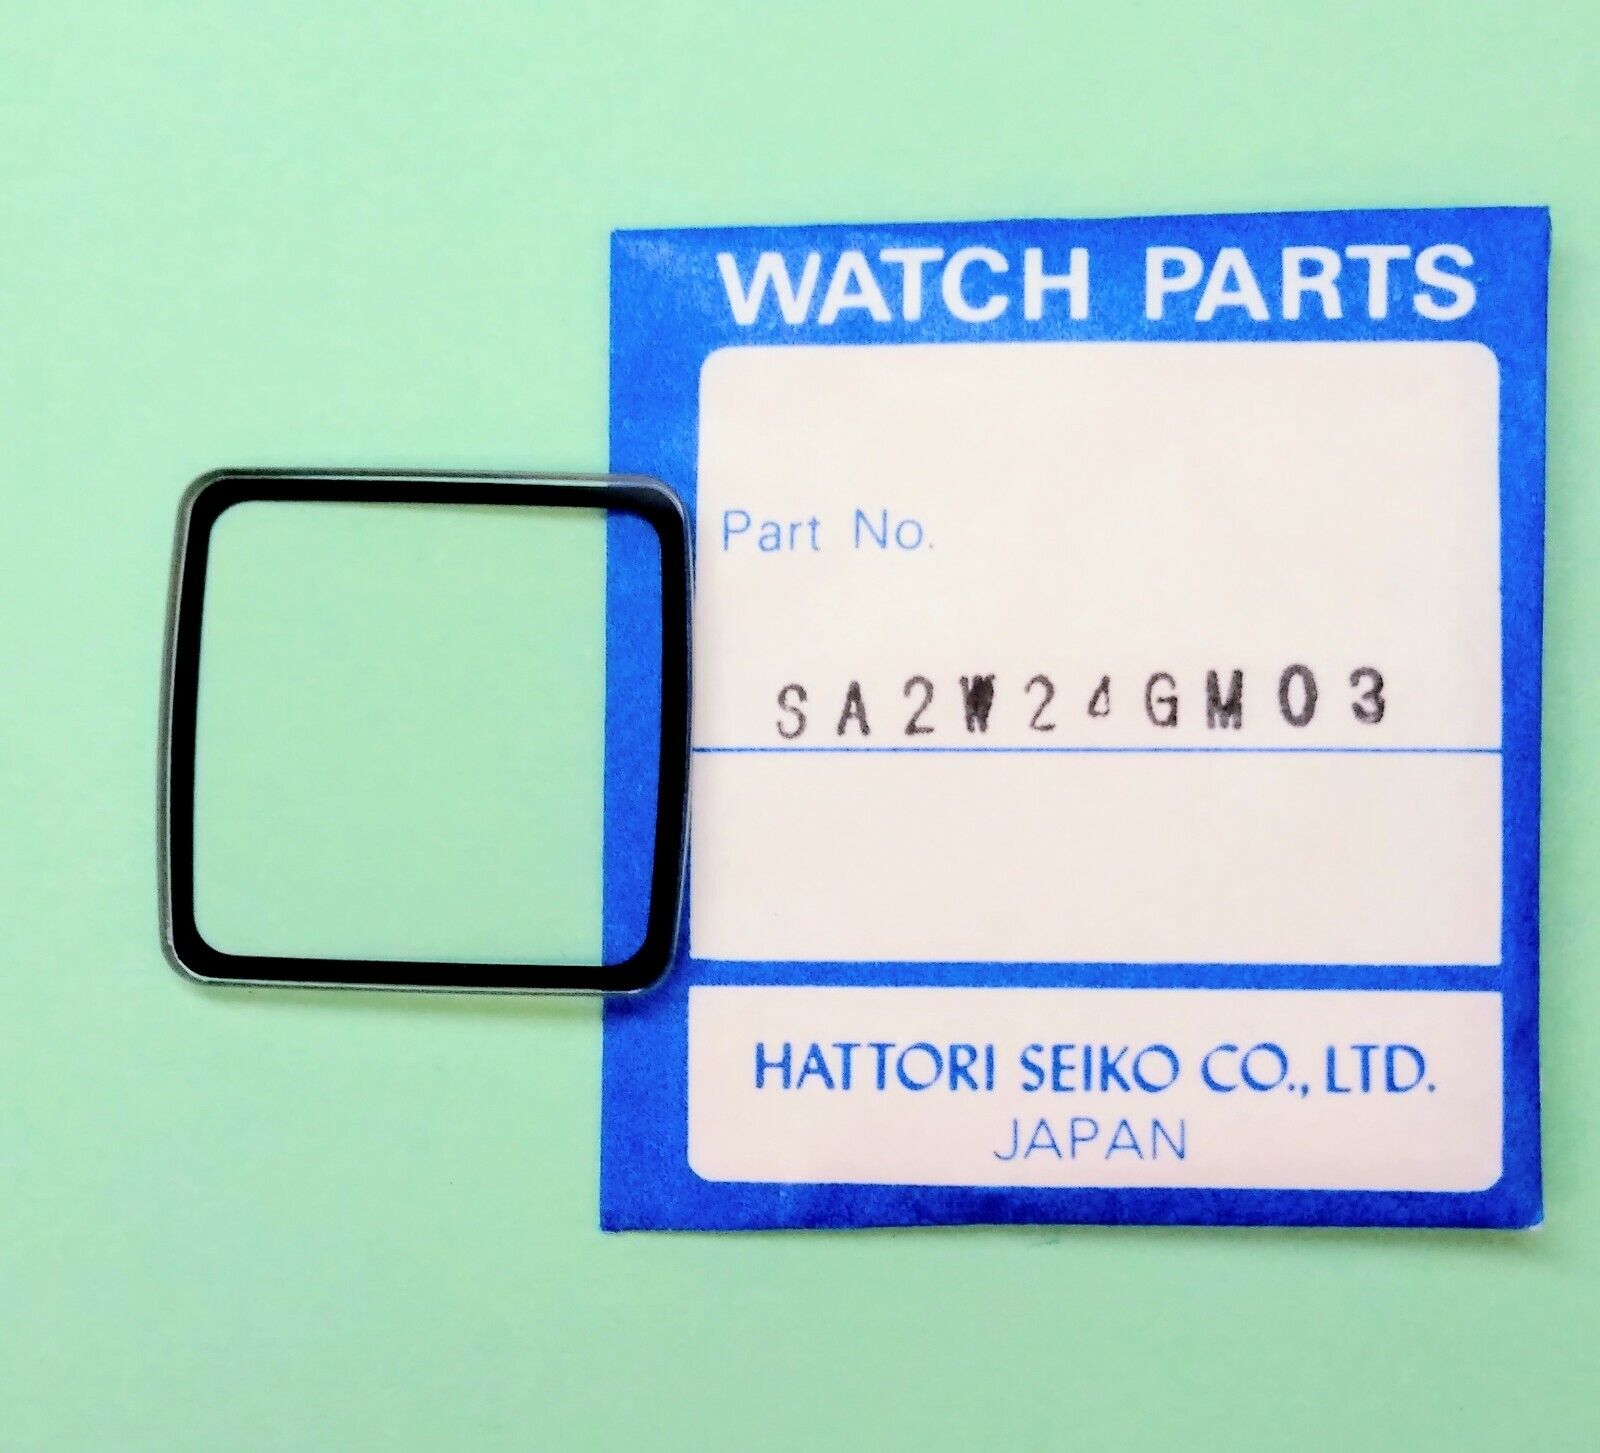 WATCH PARTS
Part No.
SA2W24GM03
HATTORI SEIKO CO., LTD.
JAPAN